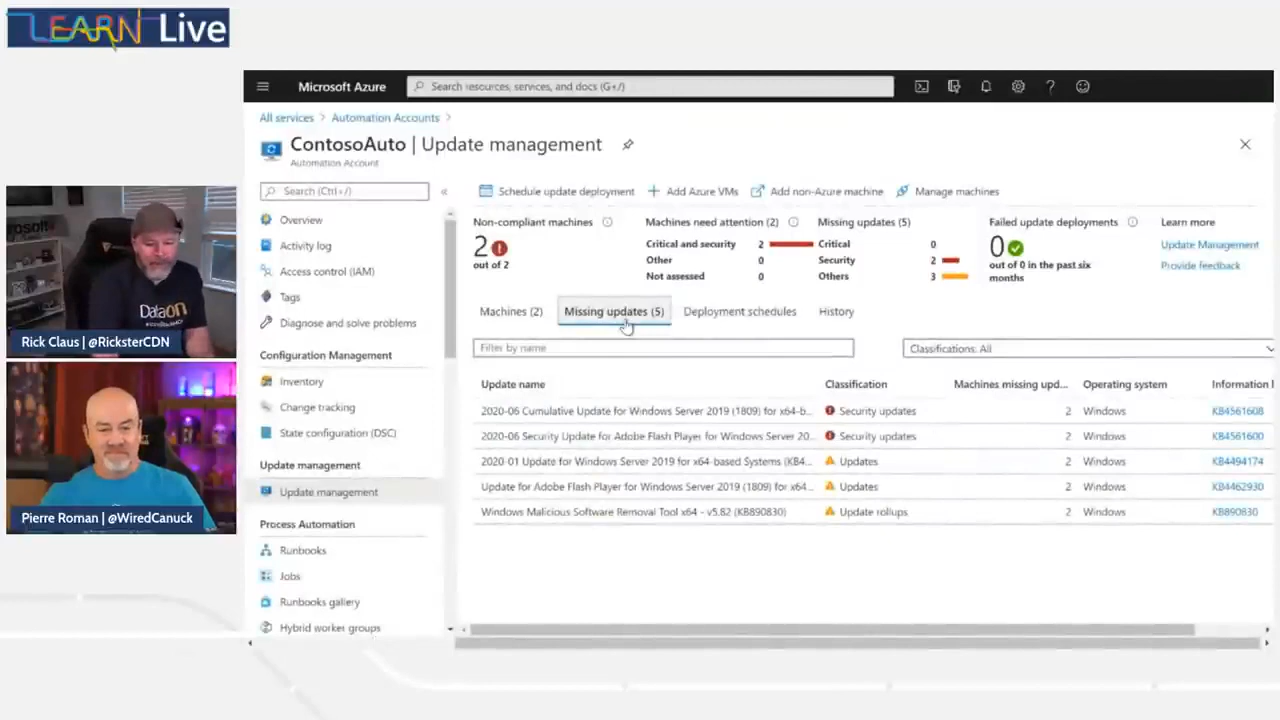 LEARN Live
Microsoft Azure
Search resources, services, and docs (G+/)
All services > Automation Accounts >
ContosoAuto | Update management
Automation Account
Search (Ctrl+/)
«
Overview
Activity log
Access control (IAM)
Tags
Diagnose and solve problems
Configuration Management
Inventory
Change tracking
State configuration (DSC)
Update management
Update management
Process Automation
Runbooks
Jobs
Runbooks gallery
Hybrid worker groups
Schedule update deployment
Add Azure VMs
Add non-Azure machine
Manage machines
Non-compliant machines
2
out of 2
Machines need attention (2)
Critical and security 2
Other 0
Not assessed 0
Missing updates (5)
Critical 0
Security 2
Others 3
Failed update deployments
0
out of 0 in the past six
months
Learn more
Update Management
Provide feedback
Machines (2)
Missing updates (5)
Deployment schedules
History
Filter by name
Classifications: All
Update name Classification Machines missing upd... Operating system Information l
2020-06 Cumulative Update for Windows Server 2019 (1809) for x64-b... Security updates 2 Windows KB4561608
2020-06 Security Update for Adobe Flash Player for Windows Server 20... Security updates 2 Windows KB4561600
2020-01 Update for Windows Server 2019 for x64-based Systems (KB4... Updates 2 Windows KB4494174
Update for Adobe Flash Player for Windows Server 2019 (1809) for x64... Updates 2 Windows KB4462930
Windows Malicious Software Removal Tool x64 - v5.82 (KB890830) Update rollups 2 Windows KB890830
DataON
Rick Claus | @RicksterCDN
Pierre Roman | @WiredCanuck